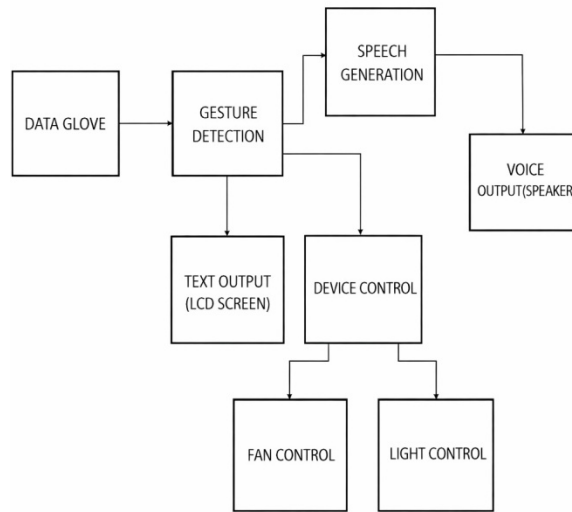 SPEECH
GENERATION
DATA GLOVE
GESTURE
DETECTION
VOICE
OUTPUT(SPEAKER
TEXT OUTPUT
(LCD SCREEN)
DEVICE CONTROL
FAN CONTROL
LIGHT CONTROL